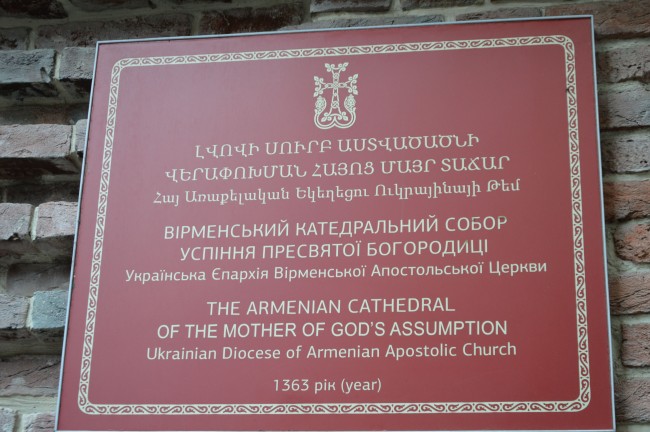 ԼՎՈՎԻ ՍՈՒՐԲ ԱՍՏՎԱԾԱԾՆԻ
ՎԵՐԱՓՈԽՄԱՆ ՀԱՅՈՑ ՄԱՅՐ ՏԱՃԱՐ
Հայ Առաքելական Եկեղեցու Ուկրաինայի Թեմ
ВІРМЕНСЬКИЙ КАТЕДРАЛЬНИЙ СОБОР
УСПІННЯ ПРЕСВЯТОЇ БОГОРОДИЦІ
Українська Єпархія Вірменської Апостольської Церкви
THE ARMENIAN CATHEDRAL
OF THE MOTHER OF GOD'S ASSUMPTION
Ukrainian Diocese of Armenian Apostolic Church
1363 рік (year)